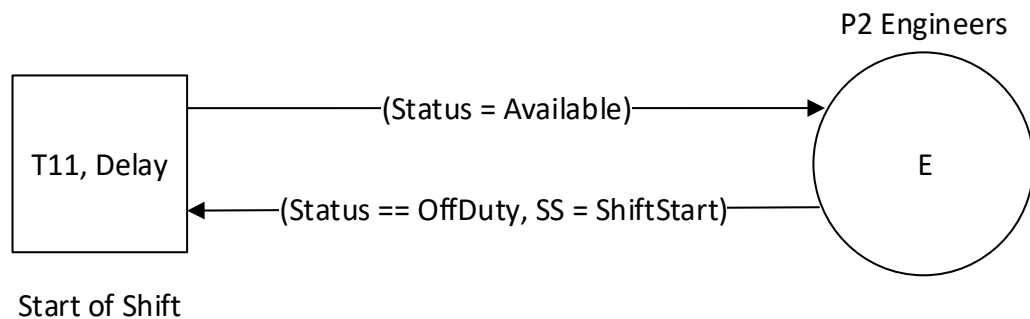 P2 Engineers
(Status = Available)
T11, Delay
E
(Status == OffDuty, SS = ShiftStart)
Start of Shift